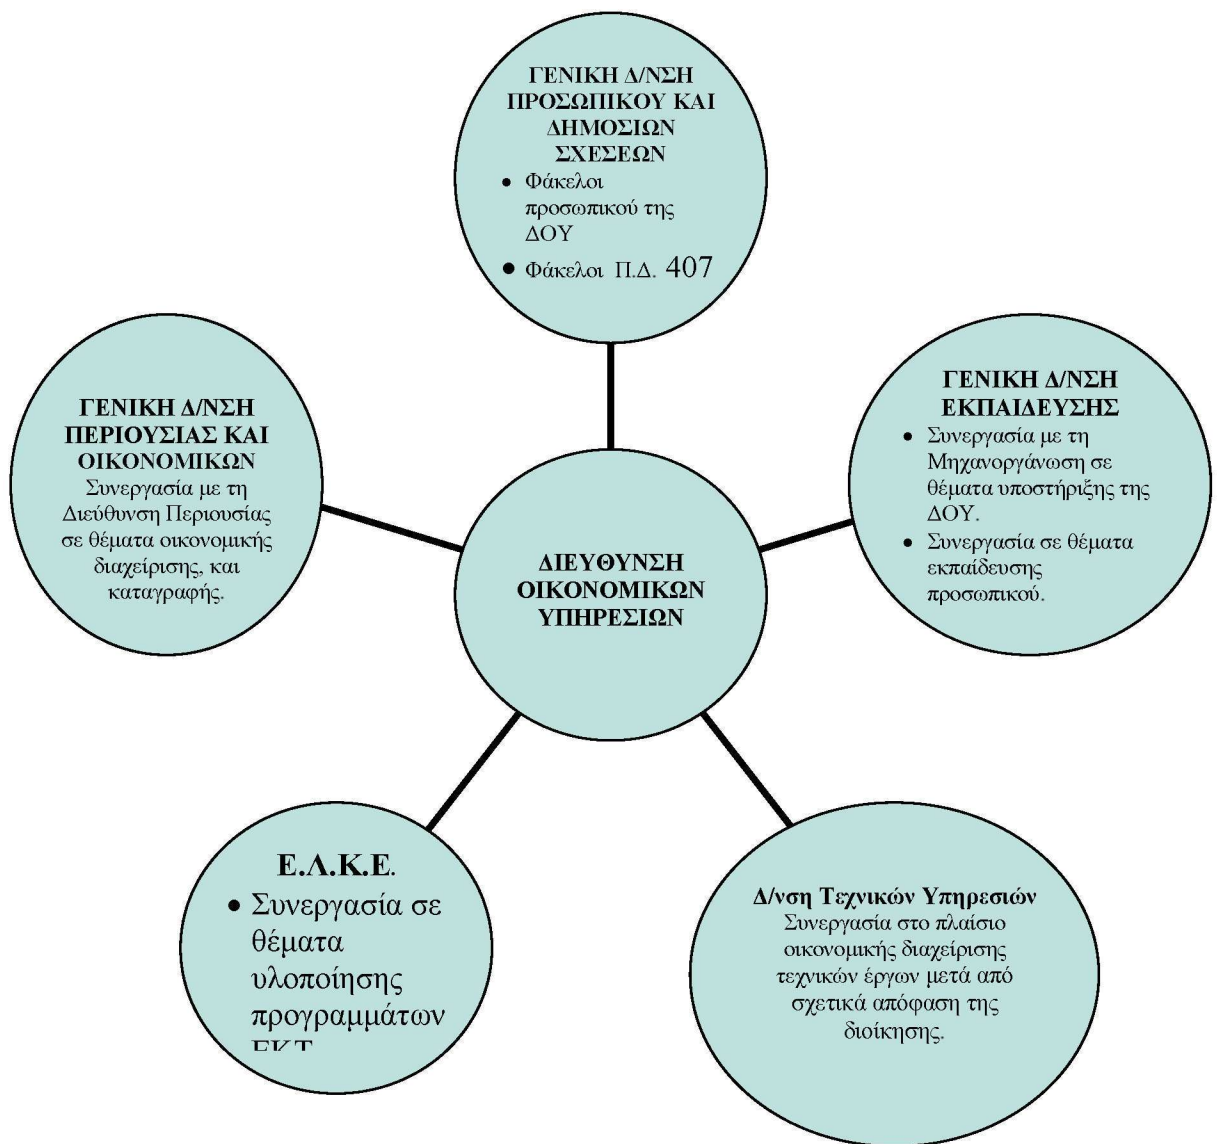 ΓΕΝΙΚΗ Δ/ΝΣΗ
ΠΡΟΣΩΠΙΚΟΥ ΚΑΙ
ΔΗΜΟΣΙΩΝ
ΣΧΕΣΕΩΝ
• Φάκελοι
προσωπικού της
ΔΟΥ
• Φάκελοι Π.Δ. 407
ΓΕΝΙΚΗ Δ/ΝΣΗ
ΠΕΡΙΟΥΣΙΑΣ ΚΑΙ
ΟΙΚΟΝΟΜΙΚΩΝ
Συνεργασία με τη
Διεύθυνση Περιουσίας
σε θέματα οικονομικής
διαχείρισης, και
καταγραφής.
ΓΕΝΙΚΗ Δ/ΝΣΗ
ΕΚΠΑΙΔΕΥΣΗΣ
• Συνεργασία με τη
Μηχανοργάνωση σε
θέματα υποστήριξης της
ΔΟΥ.
• Συνεργασία σε θέματα
εκπαίδευσης
προσωπικού.
ΔΙΕΥΘΥΝΣΗ
ΟΙΚΟΝΟΜΙΚΩΝ
ΥΠΗΡΕΣΙΩΝ
Ε.Λ.Κ.Ε.
• Συνεργασία σε
θέματα
υλοποίησης
προγραμμάτων
ΕΚΤ
Δ/νση Τεχνικών Υπηρεσιών
Συνεργασία στο πλαίσιο
οικονομικής διαχείρισης
τεχνικών έργων μετά από
σχετικά απόφαση της
διοίκησης.